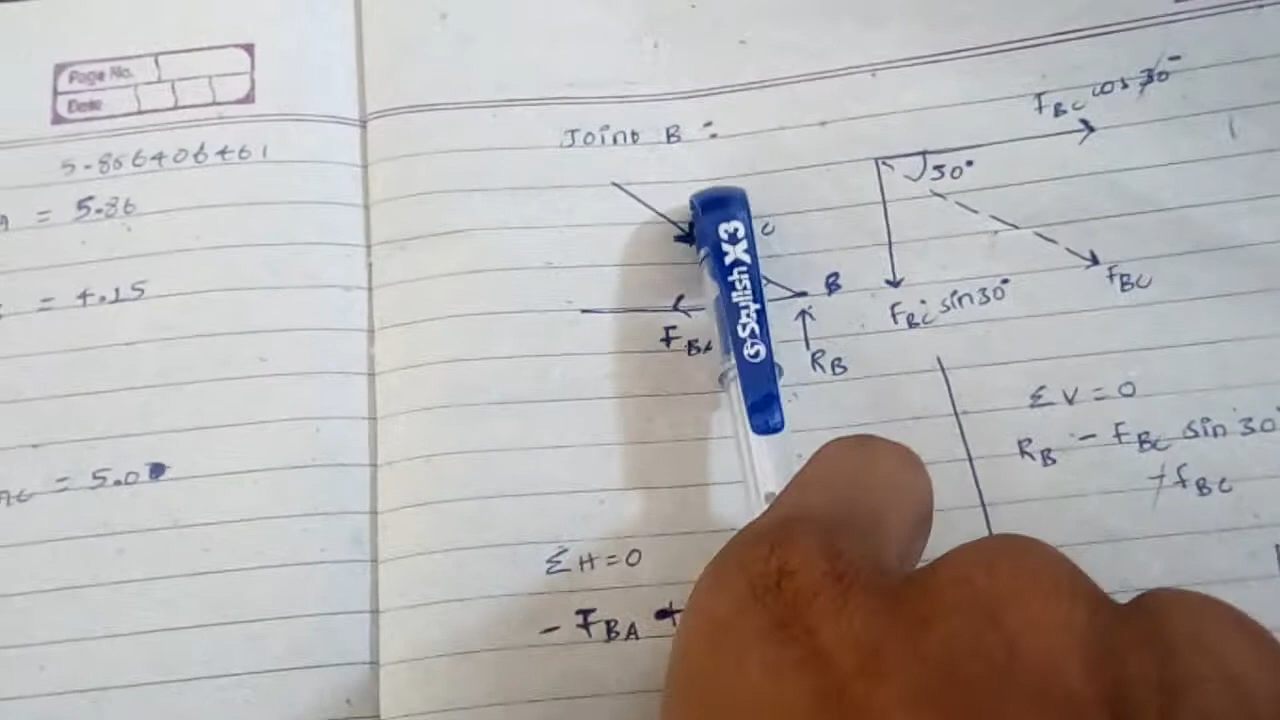 Page No.
Date
5.856406461
= 5.86
= 4.15
= 5.0
Joint B :
FBC cos 30°
30°
FBC
FBC sin30°
C
B
FBA
RB
ΣV=0
RB - FBC sin 30
+fBC
ΣH=0
- FBA +
Stylish X3